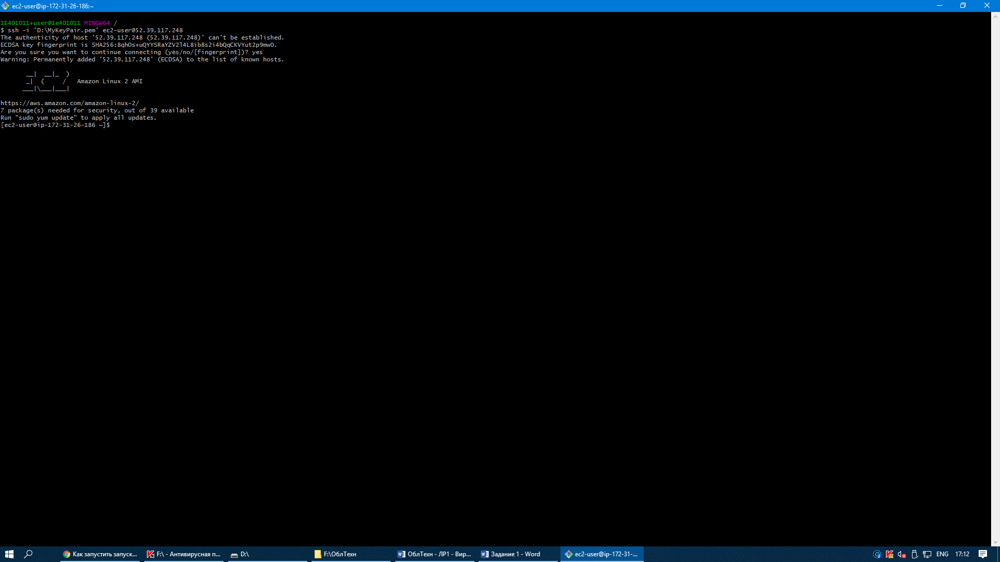 ec2-user@ip-172-31-26-186:~
1E401011+user@1e401011 MINGW64 /
$ ssh -i 'D:\MyKeyPair.pem' ec2-user@52.39.117.248
The authenticity of host '52.39.117.248 (52.39.117.248)' can't be established.
ECDSA key fingerprint is SHA256:8qhOs+uQYYSRaYZV2l4L8ib8s2i4bQqCKVYut2p9mwO.
Are you sure you want to continue connecting (yes/no/[fingerprint])? yes
Warning: Permanently added '52.39.117.248' (ECDSA) to the list of known hosts.
__|  __|_  )
_|  (     /   Amazon Linux 2 AMI
___|\___|___|
https://aws.amazon.com/amazon-linux-2/
7 package(s) needed for security, out of 39 available
Run "sudo yum update" to apply all updates.
[ec2-user@ip-172-31-26-186 ~]$
Как запустить запуск... F:\ - Антивирусная п... D:\ F:\ОблТехн ОблТехн - ЛР1 - Вир... Задание 1 - Word ec2-user@ip-172-31-... ENG 17:12